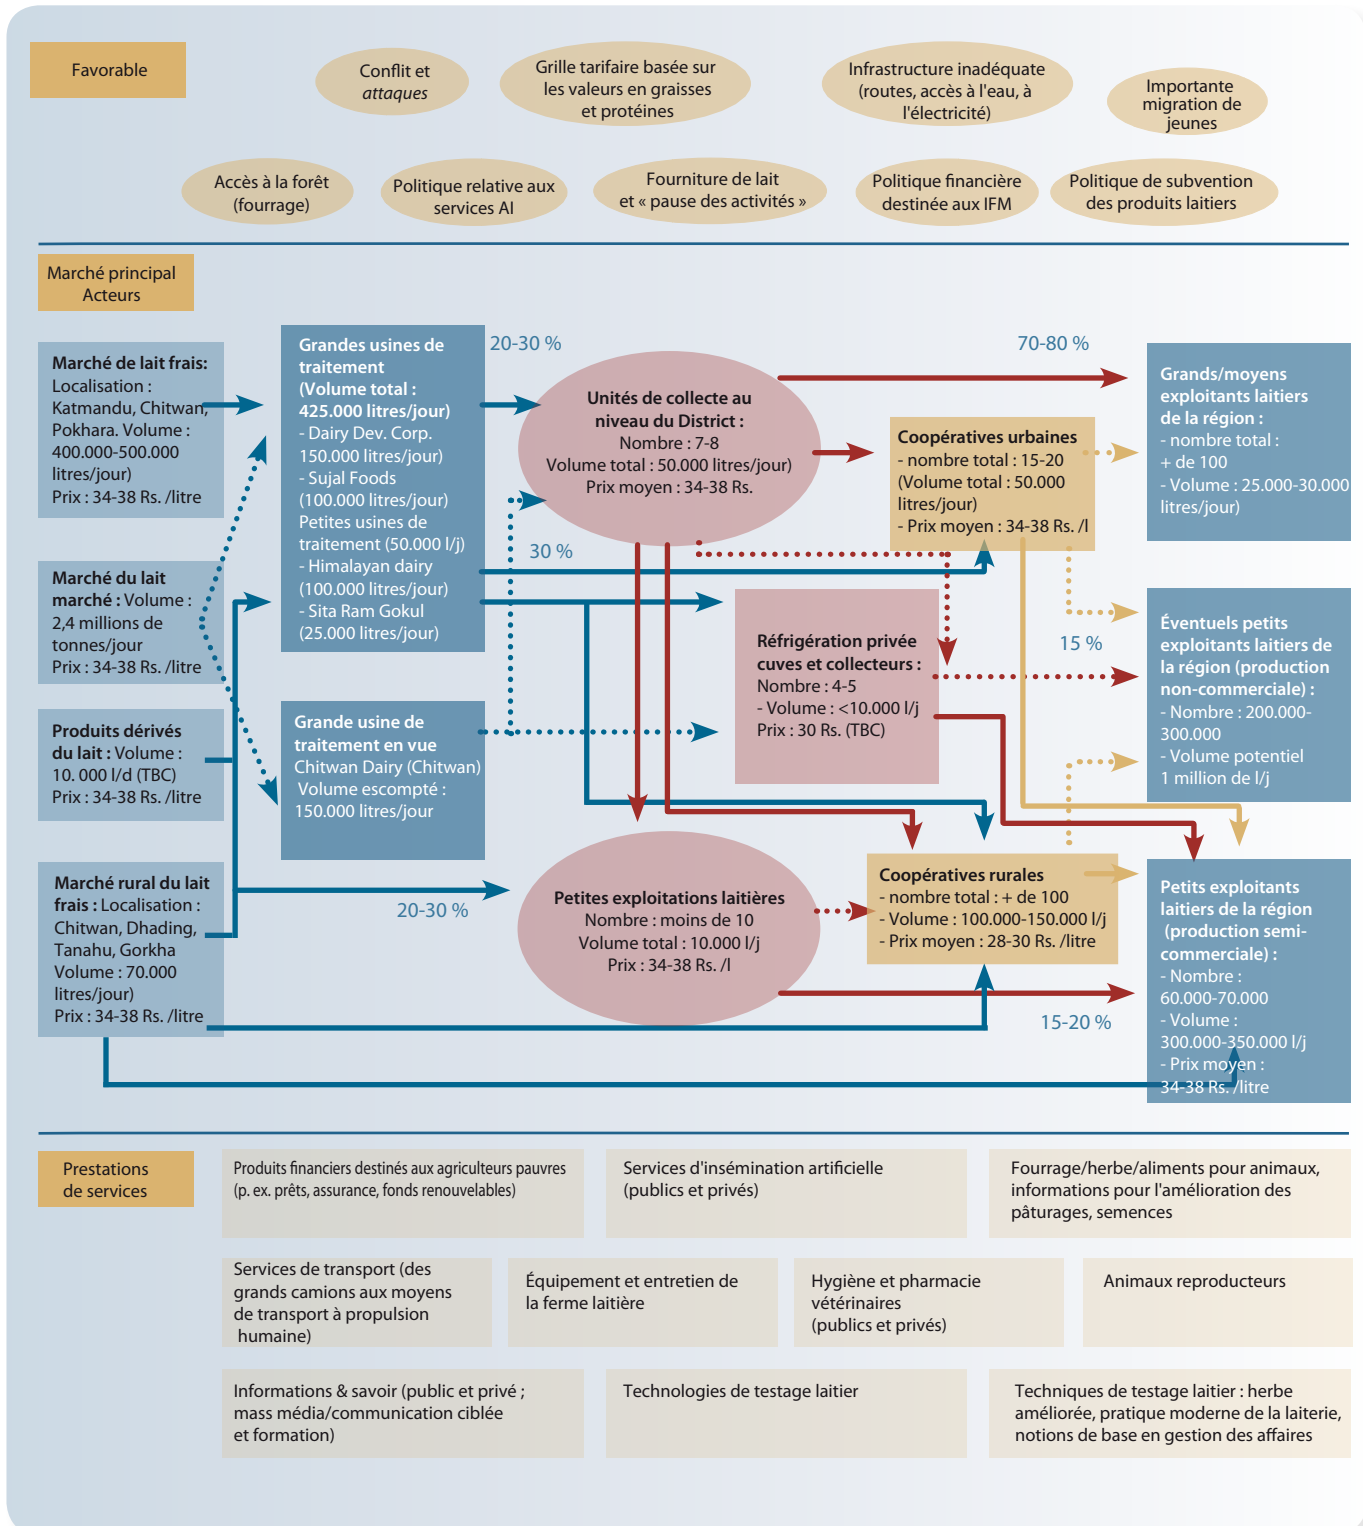 Favorable
Conflit et
attaques
Grille tarifaire basée sur
les valeurs en graisses
et protéines
Infrastructure inadéquate
(routes, accès à l'eau, à
l'électricité)
Importante
migration de
jeunes
Accès à la forêt
(fourrage)
Politique relative aux
services AI
Fourniture de lait
et « pause des activités »
Politique financière
destinée aux IFM
Politique de subvention
des produits laitiers
Marché principal
Acteurs
Marché de lait frais:
Localisation :
Katmandu, Chitwan,
Pokhara. Volume :
400.000-500.000
litres/jour)
Prix : 34-38 Rs. /litre
Marché du lait
marché : Volume :
2,4 millions de
tonnes/jour
Prix : 34-38 Rs. /litre
Produits dérivés
du lait : Volume :
10. 000 l/d (TBC)
Prix : 34-38 Rs. /litre
Marché rural du lait
frais : Localisation :
Chitwan, Dhading,
Tanahu, Gorkha
Volume : 70.000
litres/jour)
Prix : 34-38 Rs. /litre
Grandes usines de
traitement
(Volume total :
425.000 litres/jour)
- Dairy Dev. Corp.
150.000 litres/jour)
- Sujal Foods
(100.000 litres/jour)
Petites usines de
traitement (50.000 l/j)
- Himalayan dairy
(100.000 litres/jour)
- Sita Ram Gokul
(25.000 litres/jour)
Grande usine de
traitement en vue
Chitwan Dairy (Chitwan)
Volume escompté :
150.000 litres/jour
20-30 %
30 %
20-30 %
Unités de collecte au
niveau du District :
Nombre : 7-8
Volume total : 50.000 litres/jour)
Prix moyen : 34-38 Rs.
Réfrigération privée
cuves et collecteurs :
Nombre : 4-5
- Volume : <10.000 l/j
Prix : 30 Rs. (TBC)
Petites exploitations laitières
Nombre : moins de 10
Volume total : 10.000 l/j
Prix : 34-38 Rs. /l
70-80 %
Coopératives urbaines
- nombre total : 15-20
(Volume total : 50.000
litres/jour)
- Prix moyen : 34-38 Rs. /l
15 %
Coopératives rurales
- nombre total : + de 100
- Volume : 100.000-150.000 l/j
- Prix moyen : 28-30 Rs. /litre
15-20 %
Grands/moyens
exploitants laitiers
de la région :
- nombre total :
+ de 100
- Volume : 25.000-30.000
litres/jour)
Éventuels petits
exploitants laitiers de
la région (production
non-commerciale) :
- Nombre : 200.000-
300.000
- Volume potentiel
1 million de l/j
Petits exploitants
laitiers de la région
(production semi-
commerciale) :
- Nombre :
60.000-70.000
- Volume :
300.000-350.000 l/j
- Prix moyen :
34-38 Rs. /litre
Prestations
de services
Produits financiers destinés aux agriculteurs pauvres
(p. ex. prêts, assurance, fonds renouvelables)
Services d'insémination artificielle
(publics et privés)
Fourrage/herbe/aliments pour animaux,
informations pour l'amélioration des
pâturages, semences
Services de transport (des
grands camions aux moyens
de transport à propulsion
humaine)
Équipement et entretien de
la ferme laitière
Hygiène et pharmacie
vétérinaires
(publics et privés)
Animaux reproducteurs
Informations & savoir (public et privé ;
mass média/communication ciblée
et formation)
Technologies de testage laitier
Techniques de testage laitier : herbe
améliorée, pratique moderne de la laiterie,
notions de base en gestion des affaires